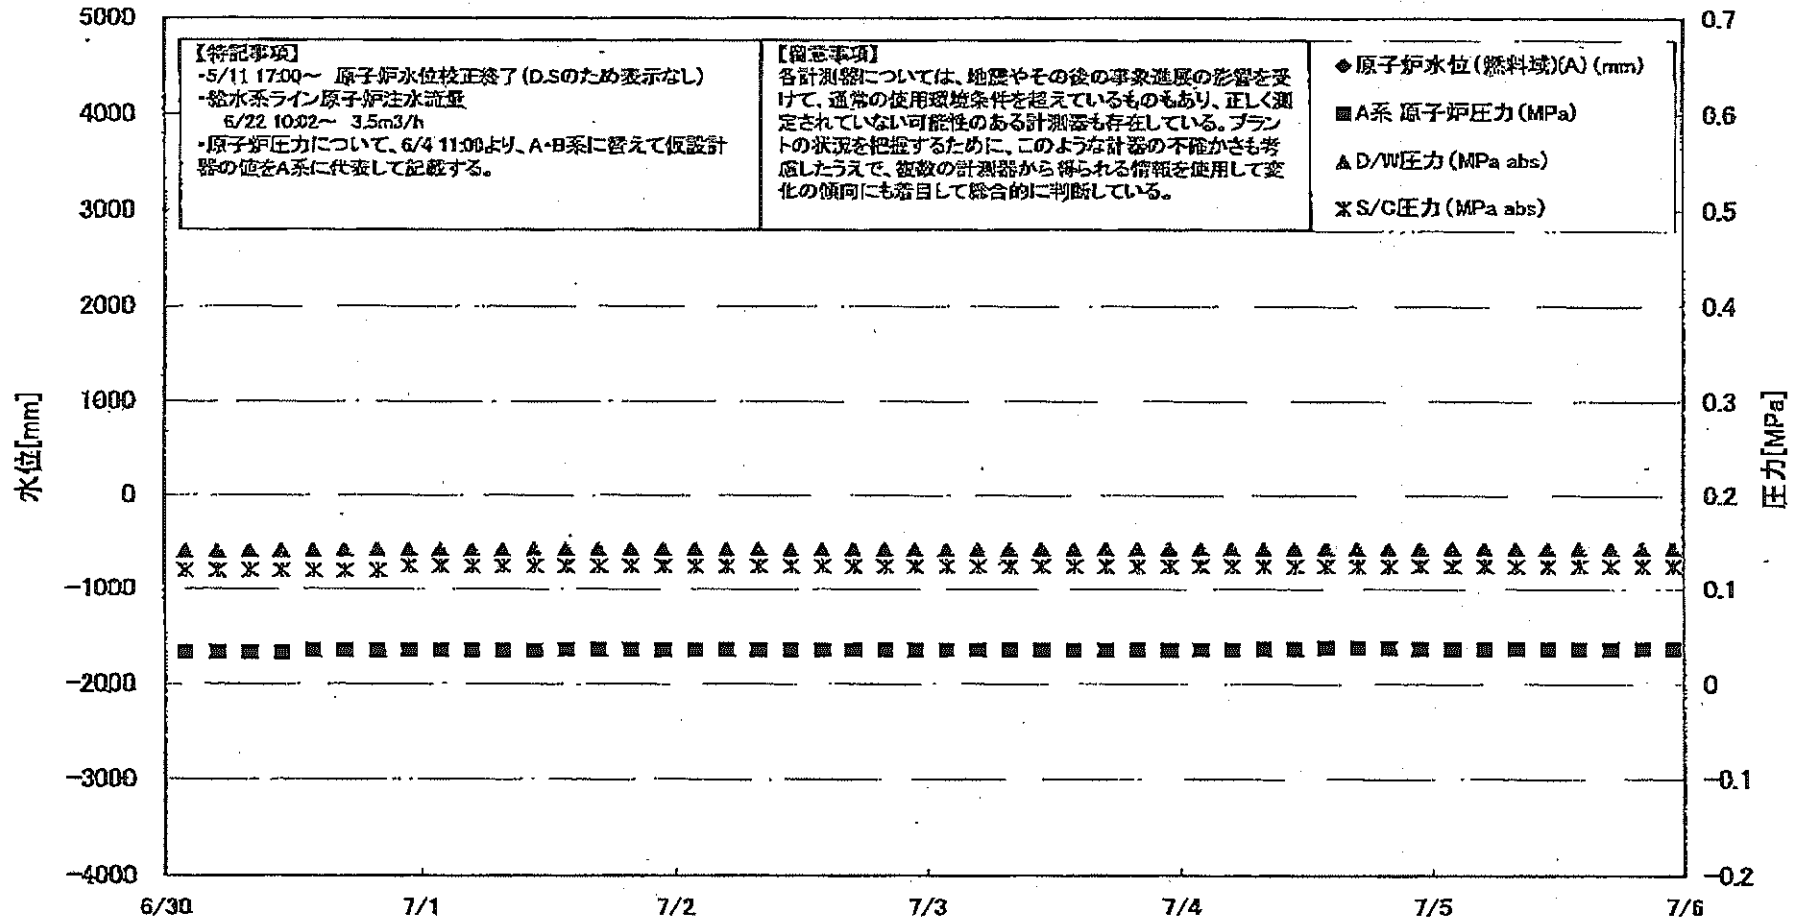 5000
4000
3000
2000
1000
0
-1000
-2000
-3000
-4000
水位[mm]
【特記事項】
・5/11 17:00～ 原子炉水位校正終了(D.Sのため表示なし)
・給水系ライン原子炉注水流量
6/22 10:02～ 3.5m3/h
・原子炉圧力について、6/4 11:00より、A・B系に替えて仮設計
器の値をA系に代表して記載する。
【留意事項】
各計測器については、地震やその後の事象進展の影響を受
けて、通常の使用環境条件を超えているものもあり、正しく測
定されていない可能性のある計測器も存在している。プラン
トの状況を把握するために、このような計器の不確かさも考
慮したうえで、複数の計測器から得られる情報を使用して変
化の傾向にも着目して総合的に判断している。
◆原子炉水位(燃料域)(A) (mm)
■A系 原子炉圧力(MPa)
▲D/W圧力(MPa abs)
S/C圧力(MPa abs)
0.7
0.6
0.5
0.4
0.3
0.2
0.1
0
-0.1
-0.2
圧力[MPa]
6/30
7/1
7/2
7/3
7/4
7/5
7/6